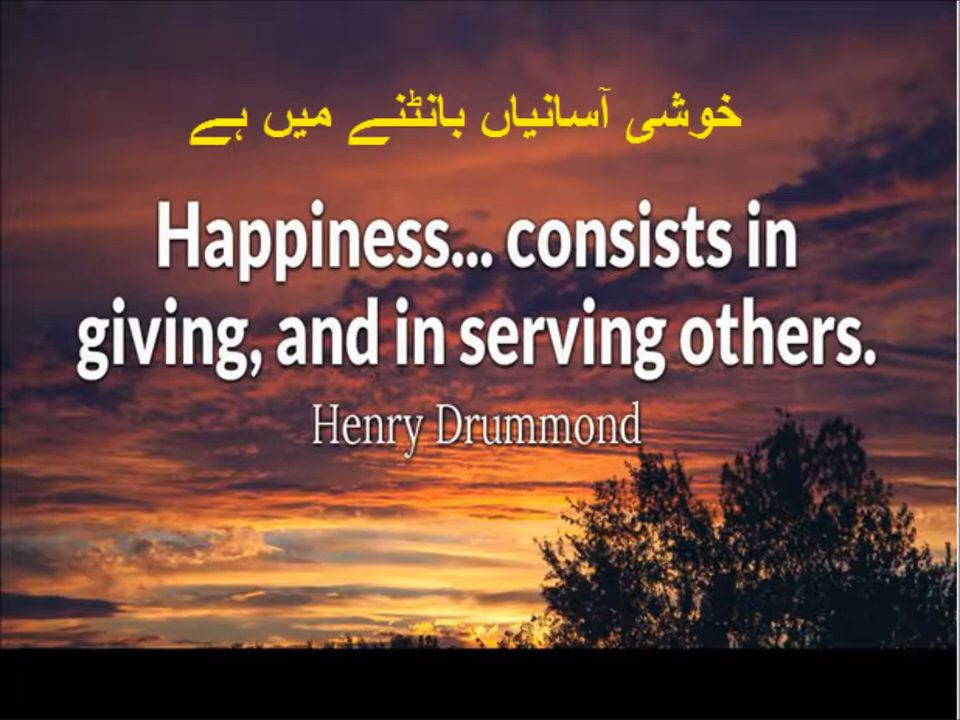 خوشی آسانیاں بانٹنے میں ہے
Happiness... consists in
giving, and in serving others.
Henry Drummond